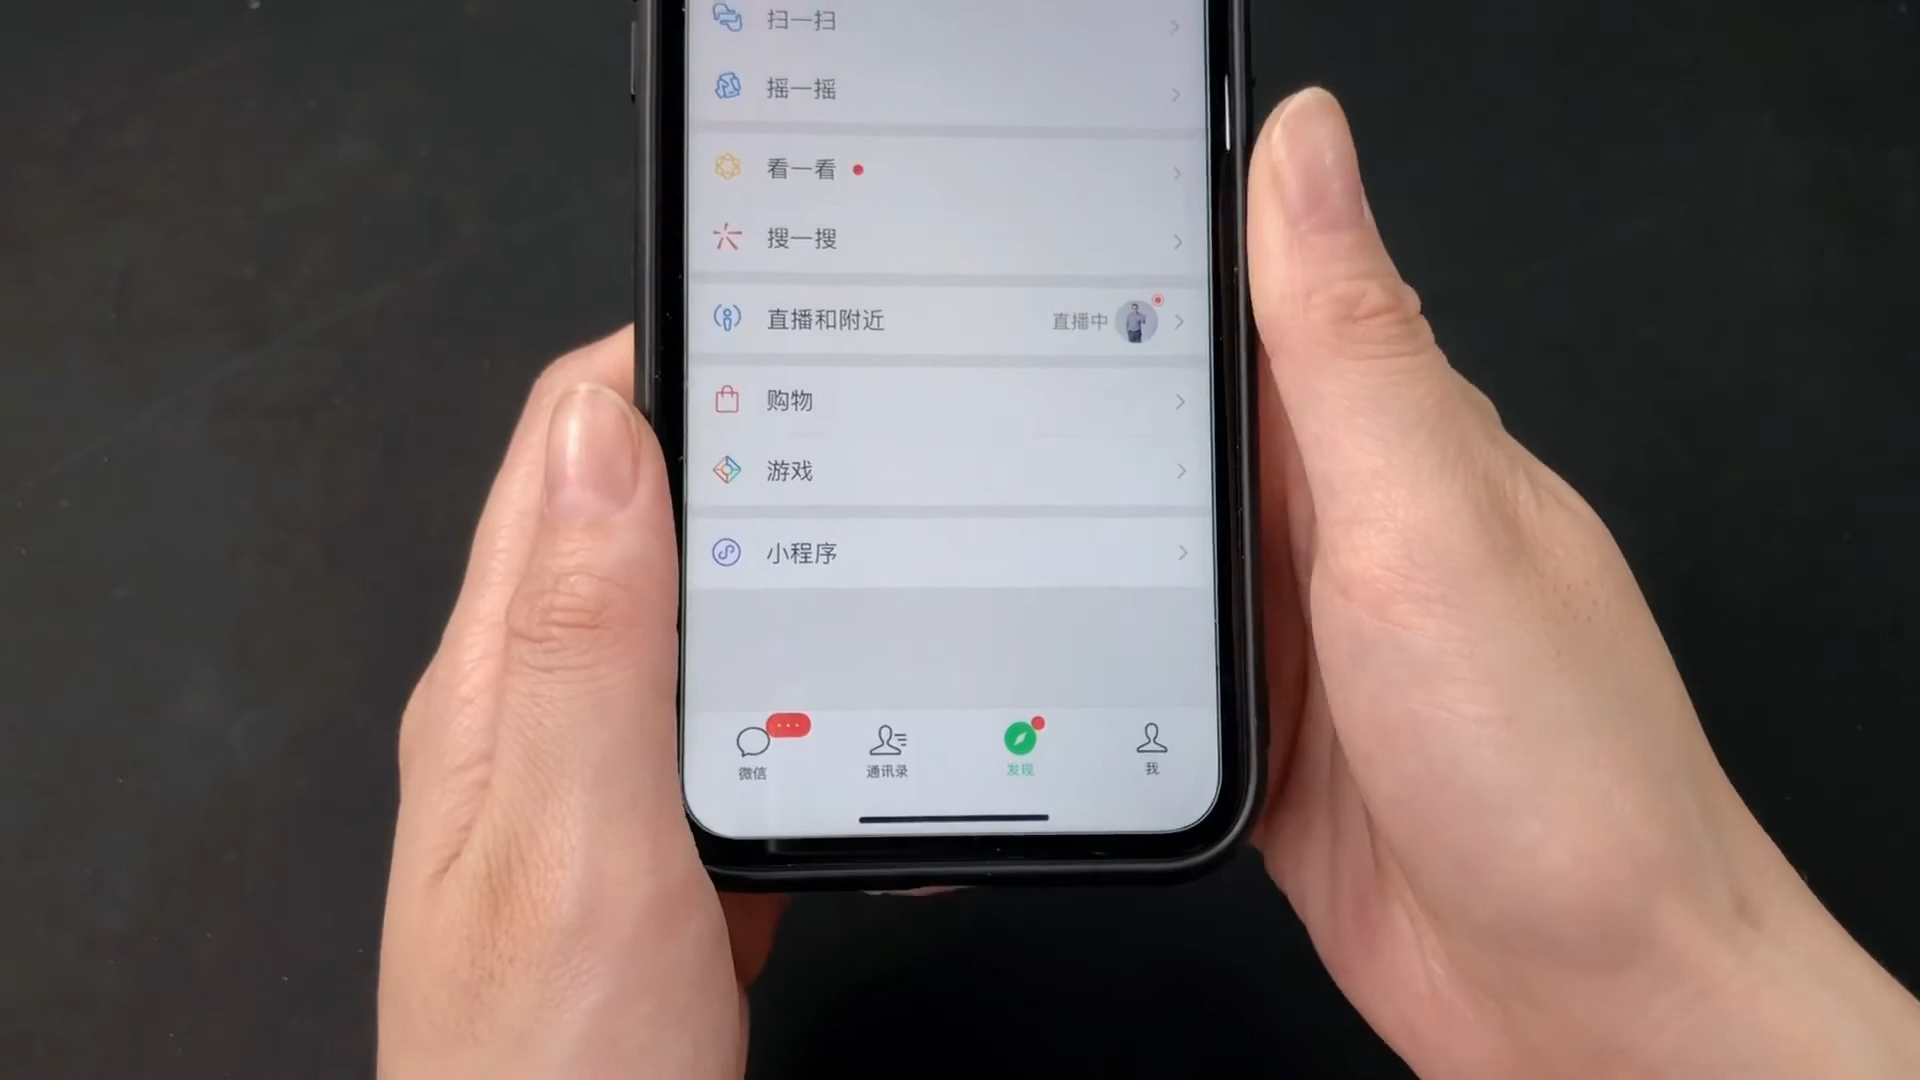 扫一扫
摇一摇
看一看
搜一搜
直播和附近 直播中
购物
游戏
小程序
微信 通讯录 发现 我